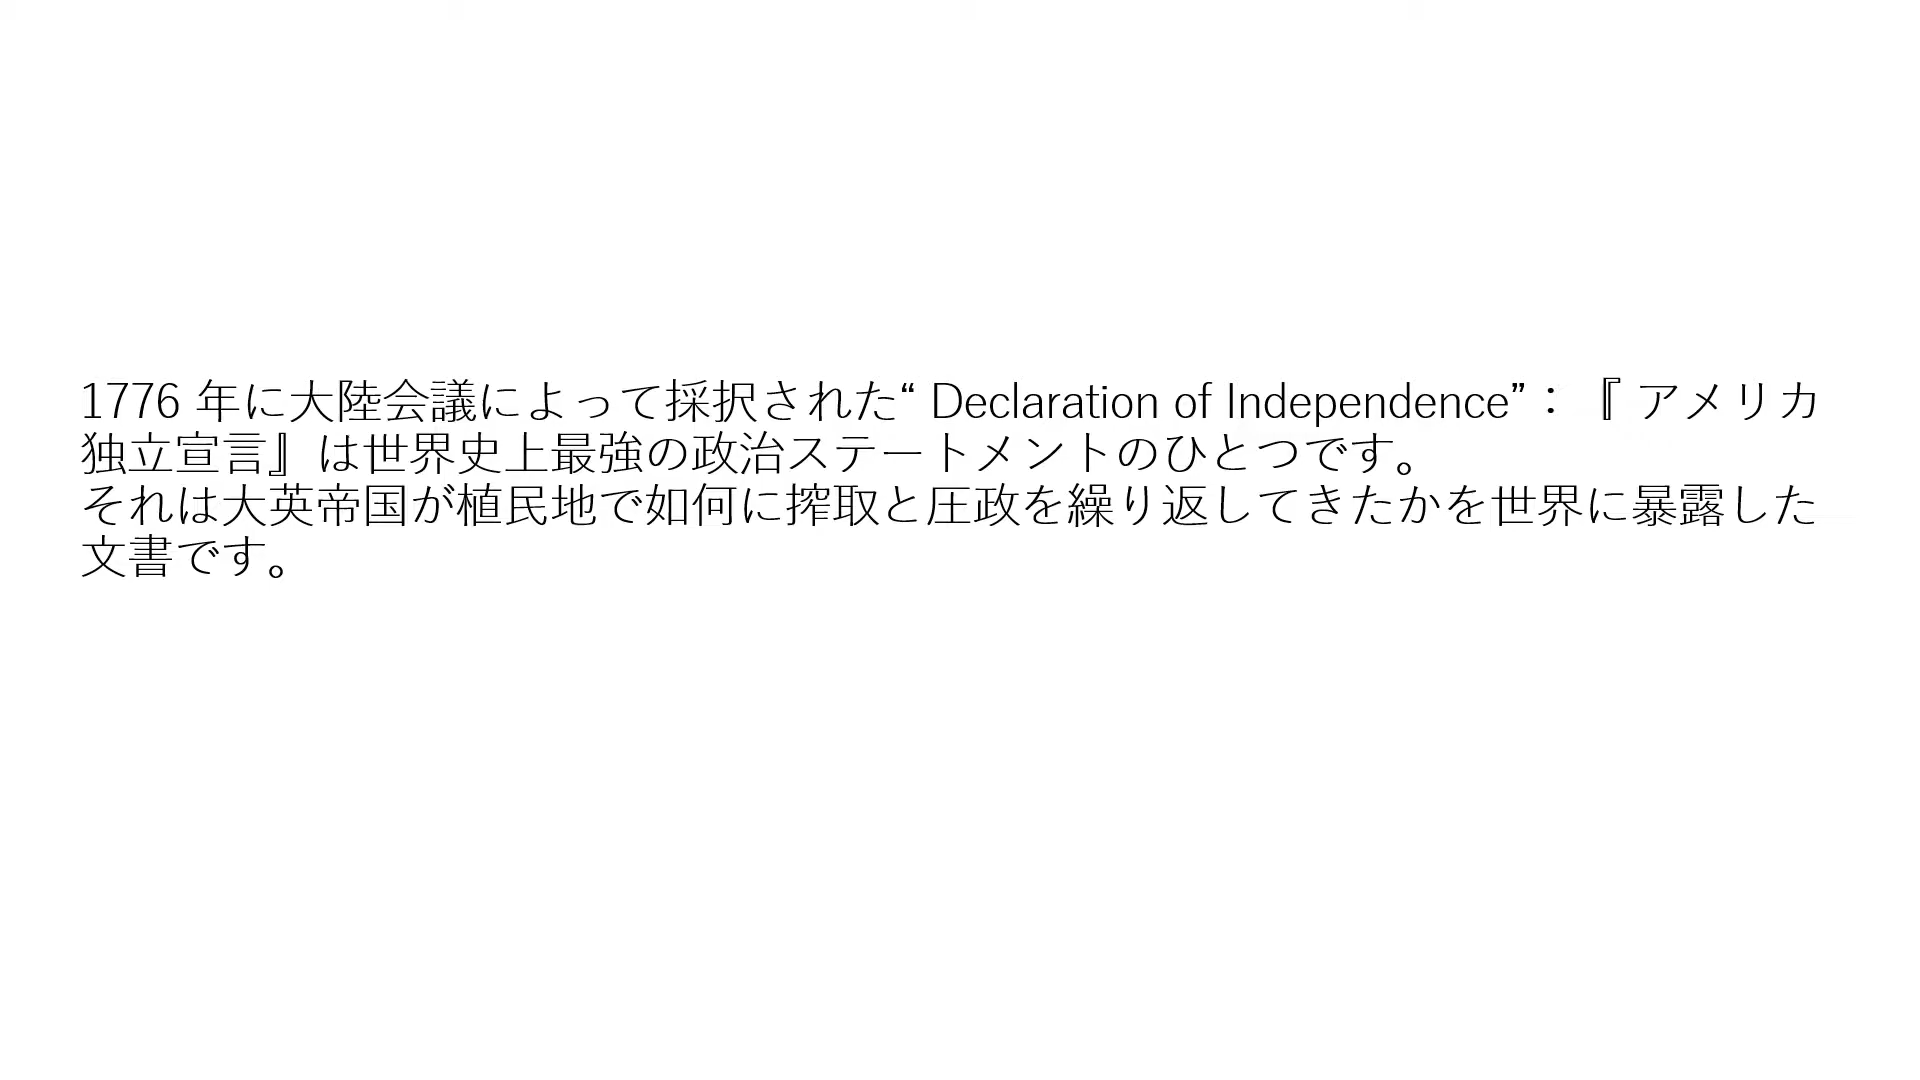 1776 年に大陸会議によって採択された“ Declaration of Independence”：『 アメリカ
独立宣言』は世界史上最強の政治ステートメントのひとつです。
それは大英帝国が植民地で如何に搾取と圧政を繰り返してきたかを世界に暴露した
文書です。